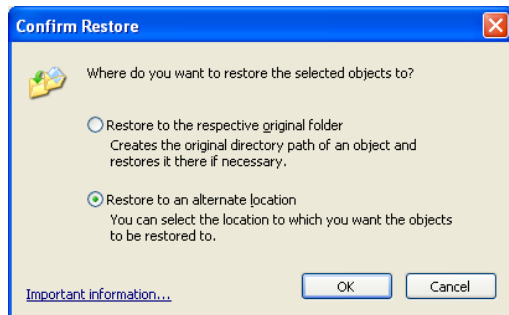 Confirm Restore
Where do you want to restore the selected objects to?
Restore to the respective original folder
Creates the original directory path of an object and
restores it there if necessary.
Restore to an alternate location
You can select the location to which you want the objects
to be restored to.
Important information...
OK
Cancel